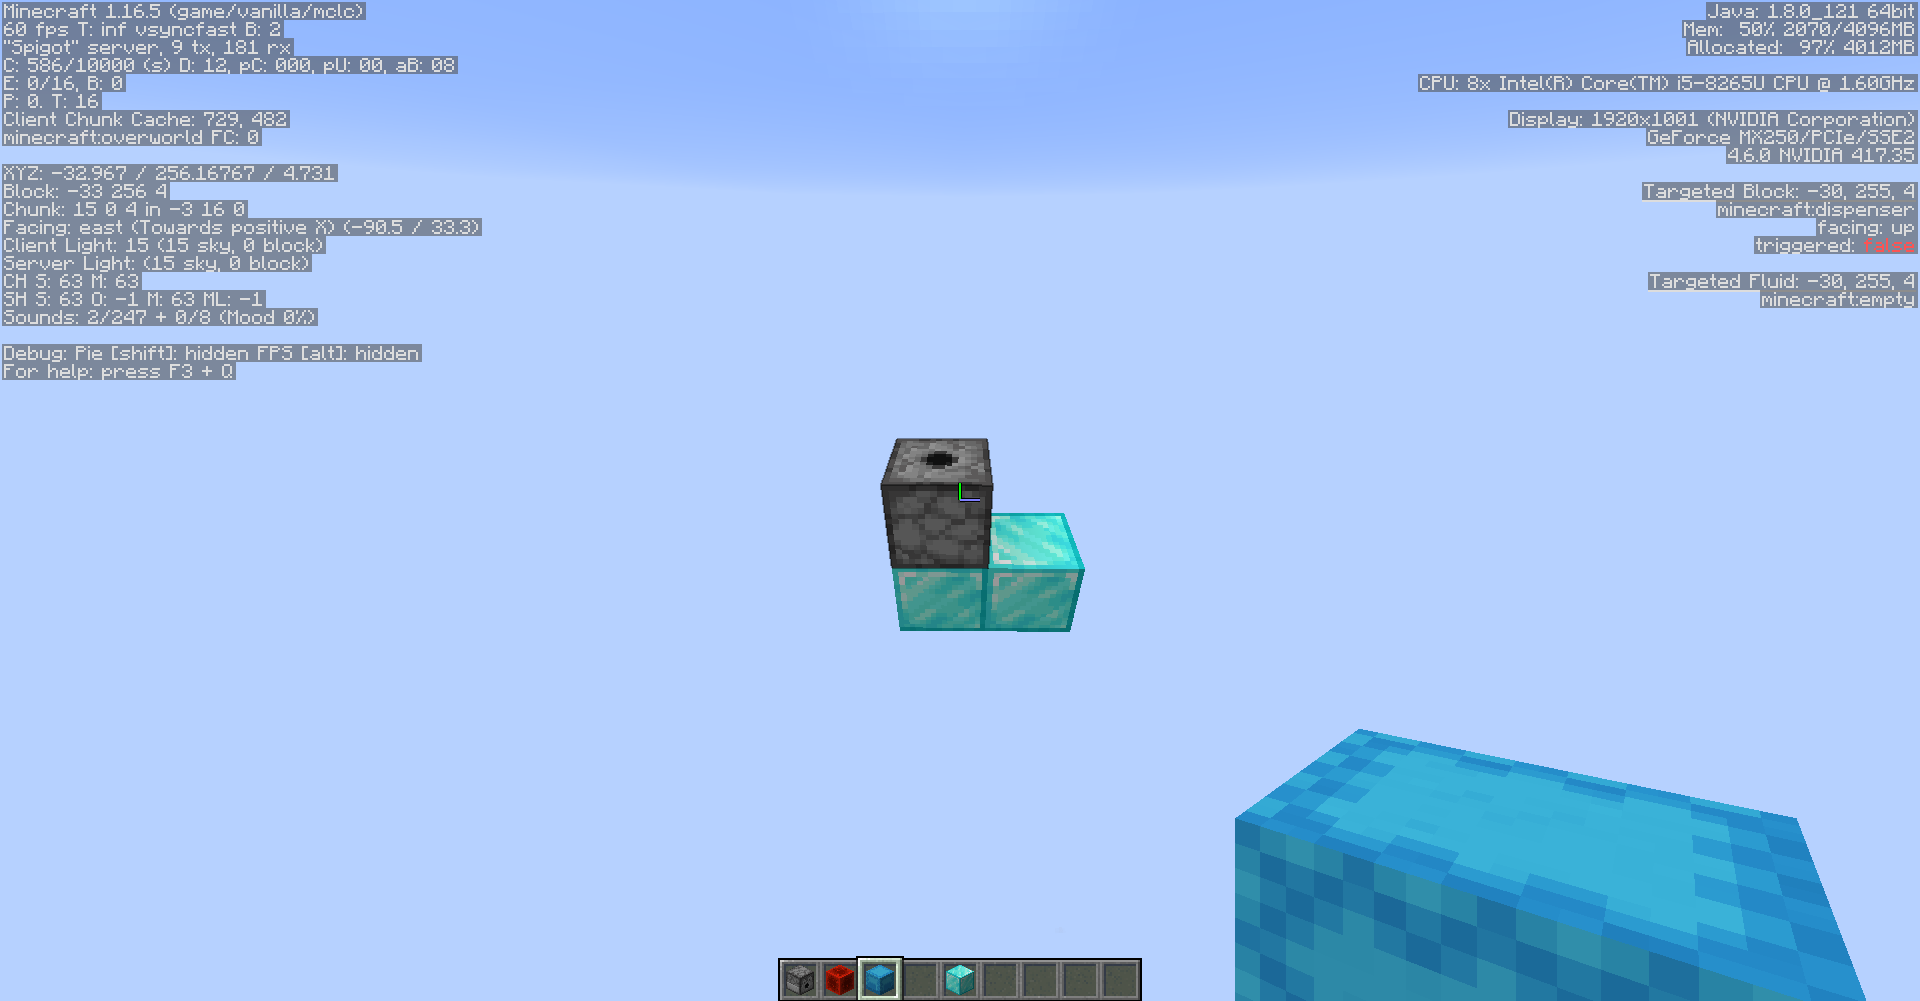 Minecraft 1.16.5 (game/vanilla/mclc)
60 fps T: inf vsyncfast B: 2
"Spigot" server, 9 tx, 181 rx
C: 586/10000 (s) D: 12, pC: 000, pU: 00, aB: 08
E: 0/16, B: 0
P: 0. T: 16
Client Chunk Cache: 729, 482
minecraft:overworld FC: 0
XYZ: -32.967 / 256.16767 / 4.731
Block: -33 256 4
Chunk: 15 0 4 in -3 16 0
Facing: east (Towards positive X) (-90.5 / 33.3)
Client Light: 15 (15 sky, 0 block)
Server Light: (15 sky, 0 block)
CH S: 63 M: 63
SH S: 63 O: -1 M: 63 ML: -1
Sounds: 2/247 + 0/8 (Mood 0%)
Debug: Pie [shift]: hidden FPS [alt]: hidden
For help: press F3 + Q
Java: 1.8.0_121 64bit
Mem: 50% 2070/4096MB
Allocated: 97% 4012MB
CPU: 8x Intel(R) Core(TM) i5-8265U CPU @ 1.60GHz
Display: 1920x1001 (NVIDIA Corporation)
GeForce MX250/PCIe/SSE2
4.6.0 NVIDIA 417.35
Targeted Block: -30, 255, 4
minecraft:dispenser
facing: up
triggered: false
Targeted Fluid: -30, 255, 4
minecraft:empty